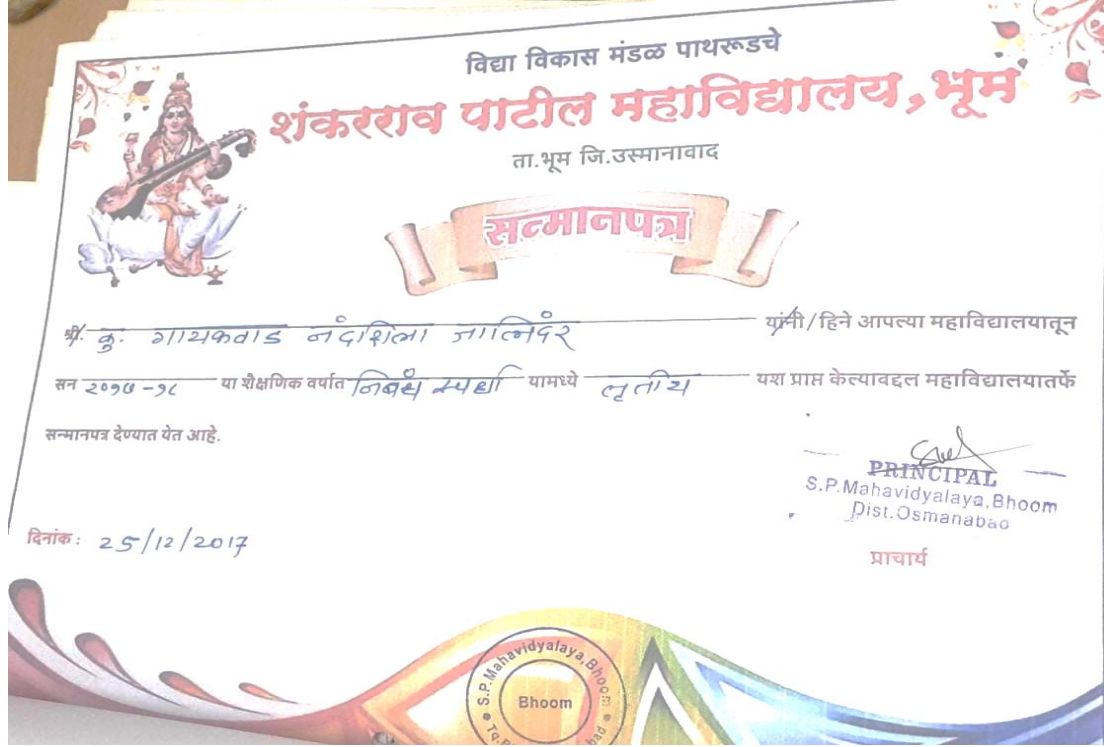 विद्या विकास मंडळ पाथरूडचे
शंकरराव पाटील महाविद्यालय, भूम
ता.भूम जि.उस्मानाबाद
सन्मानपत्र
श्री. कु. गायकवाड नंदाशिला जालिंदर यांनी/हिने आपल्या महाविद्यालयातून
सन २०१७-१८ या शैक्षणिक वर्षात निबंध स्पर्धा यामध्ये तृतीय यश प्राप्त केल्याबद्दल महाविद्यालयातर्फे
सन्मानपत्र देण्यात येत आहे.
PRINCIPAL
S.P.Mahavidyalaya,Bhoom
Dist.Osmanabad
दिनांक: 25/12/2017
प्राचार्य
S.P.Mahavidyalaya,Bhoom
Bhoom